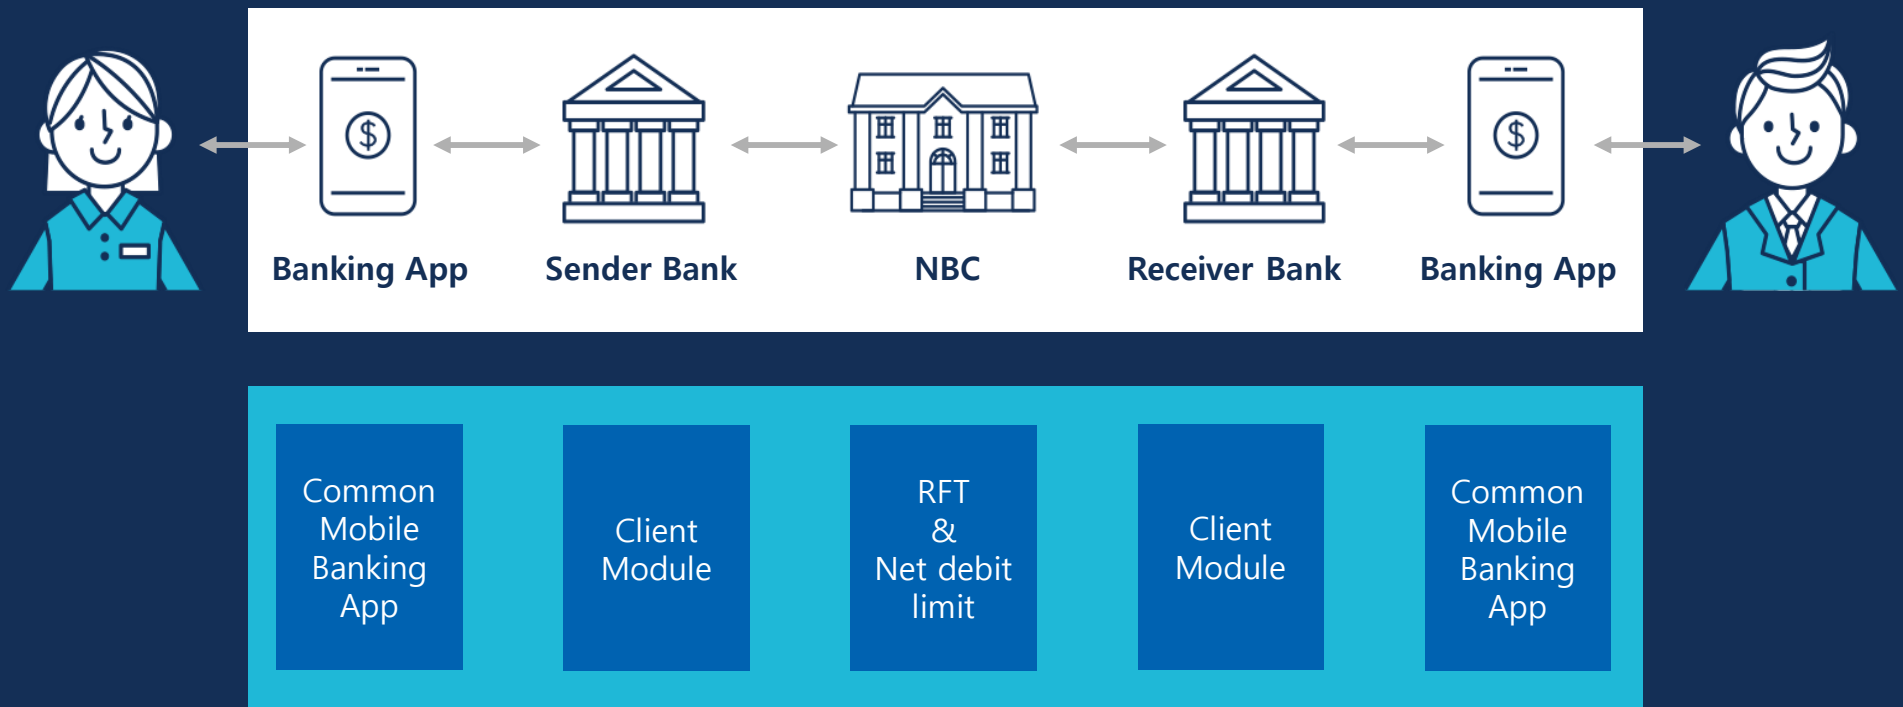 Banking App
Sender Bank
NBC
Receiver Bank
Banking App
Common
Mobile
Banking
App
Client
Module
RFT
&
Net debit
limit
Client
Module
Common
Mobile
Banking
App